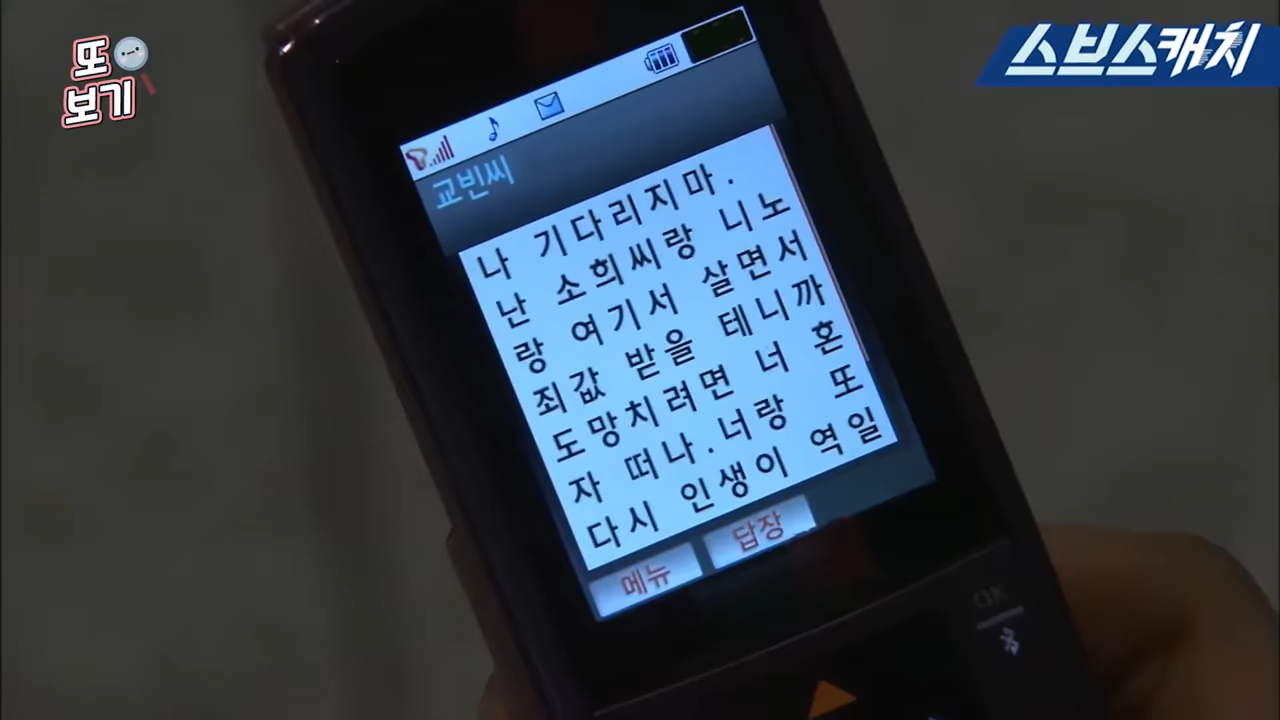 또
보기
스브스캐치
교빈씨
나 기다리지마.
난 소희씨랑 니노
랑 여기서 살면서
죄값 받을 테니까
도망치려면 너 혼
자 떠나.너랑 또
다시 인생이 역일
메뉴
답장